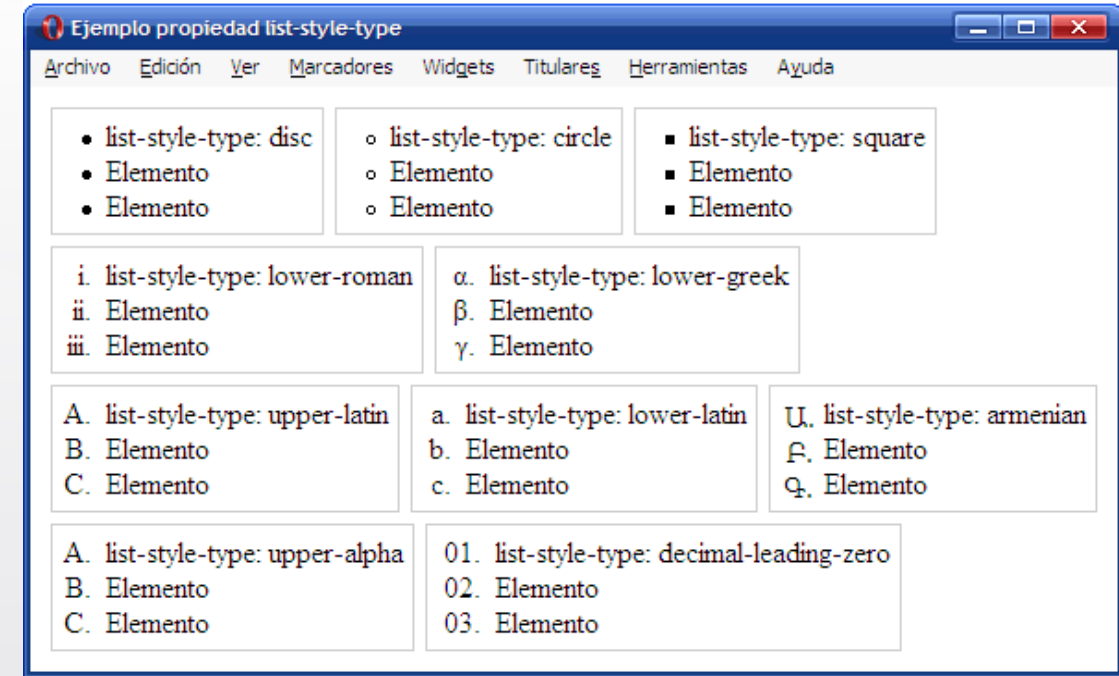 Ejemplo propiedad list-style-type
Archivo Edición Ver Marcadores Widgets Titulares Herramientas Ayuda
• list-style-type: disc
• Elemento
• Elemento
◦ list-style-type: circle
◦ Elemento
◦ Elemento
▪ list-style-type: square
▪ Elemento
▪ Elemento
i. list-style-type: lower-roman
ii. Elemento
iii. Elemento
α. list-style-type: lower-greek
β. Elemento
γ. Elemento
A. list-style-type: upper-latin
B. Elemento
C. Elemento
a. list-style-type: lower-latin
b. Elemento
c. Elemento
Ա. list-style-type: armenian
Բ. Elemento
Գ. Elemento
A. list-style-type: upper-alpha
B. Elemento
C. Elemento
01. list-style-type: decimal-leading-zero
02. Elemento
03. Elemento